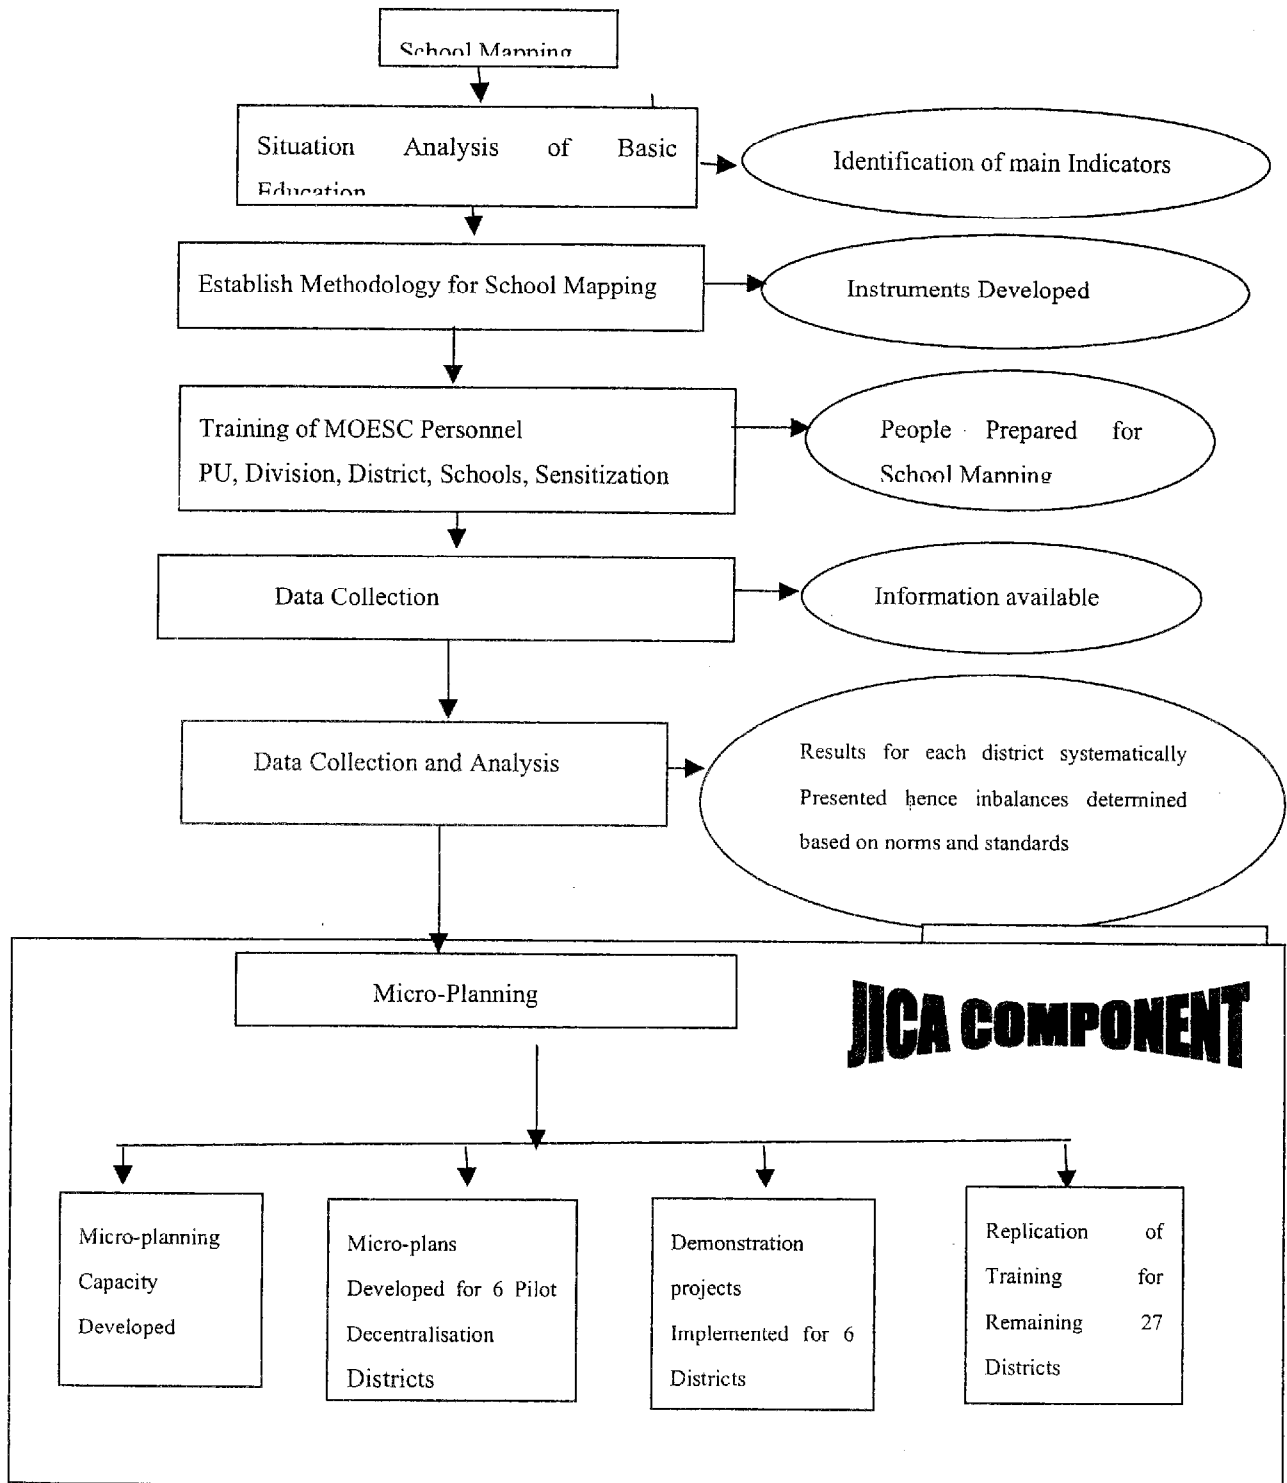 School Mapping
Situation Analysis of Basic
Education
Identification of main Indicators
Establish Methodology for School Mapping
Instruments Developed
Training of MOESC Personnel
PU, Division, District, Schools, Sensitization
People Prepared for
School Mapping
Data Collection
Information available
Data Collection and Analysis
Results for each district systematically
Presented hence inbalances determined
based on norms and standards
Micro-Planning
JICA COMPONENT
Micro-planning
Capacity
Developed
Micro-plans
Developed for 6 Pilot
Decentralisation
Districts
Demonstration
projects
Implemented for 6
Districts
Replication of
Training for
Remaining 27
Districts